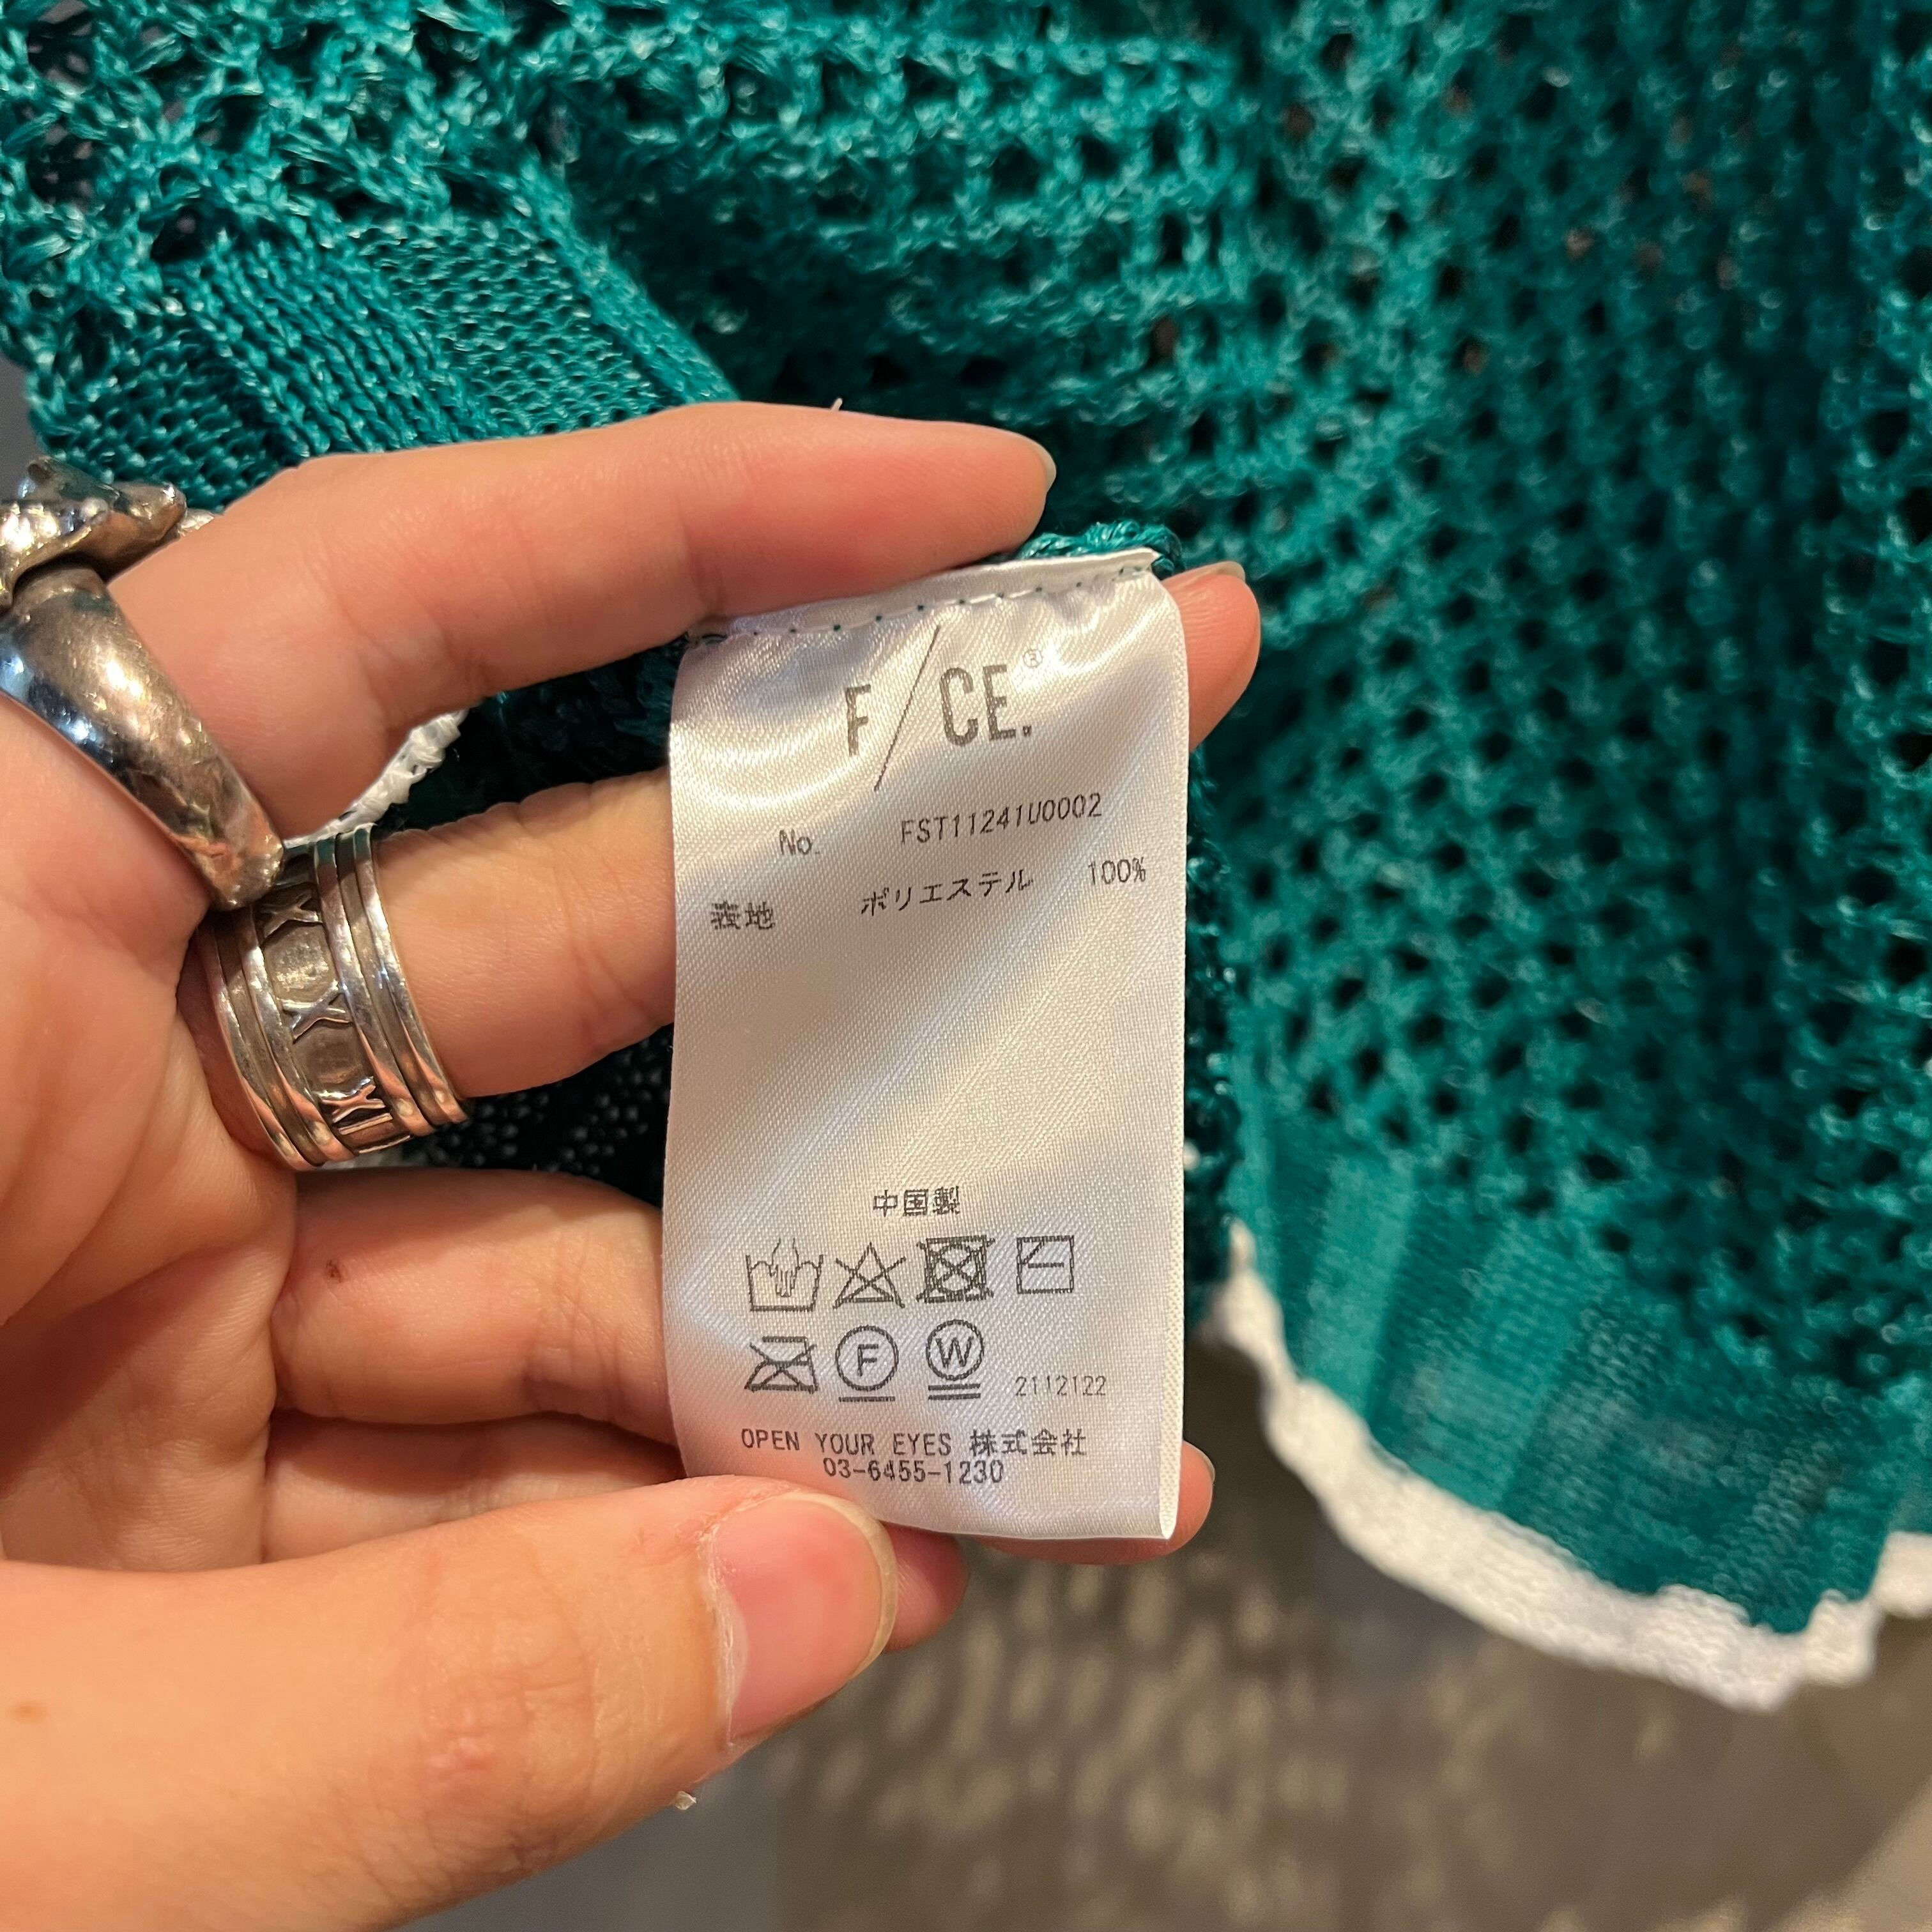 F/CE.®
No. FST11241U0002
表地 ポリエステル 100%
中国製
F W 2112122
OPEN YOUR EYES 株式会社
03-6455-1230